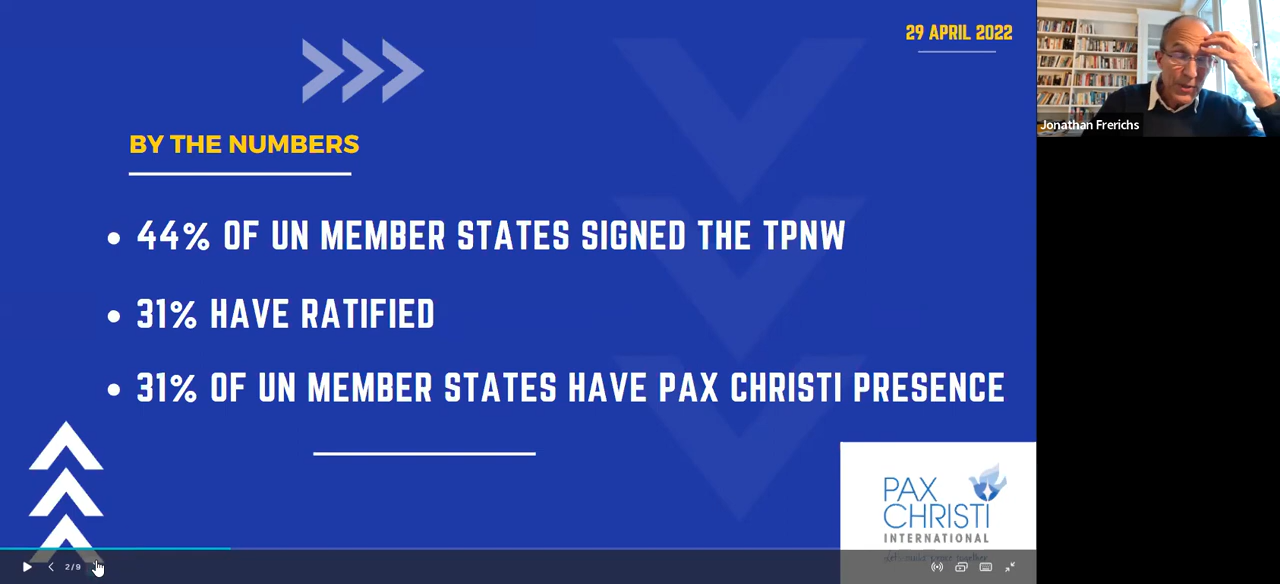 29 APRIL 2022
Jonathan Frerichs
BY THE NUMBERS
44% OF UN MEMBER STATES SIGNED THE TPNW
31% HAVE RATIFIED
31% OF UN MEMBER STATES HAVE PAX CHRISTI PRESENCE
PAX
CHRISTI
INTERNATIONAL
2/9